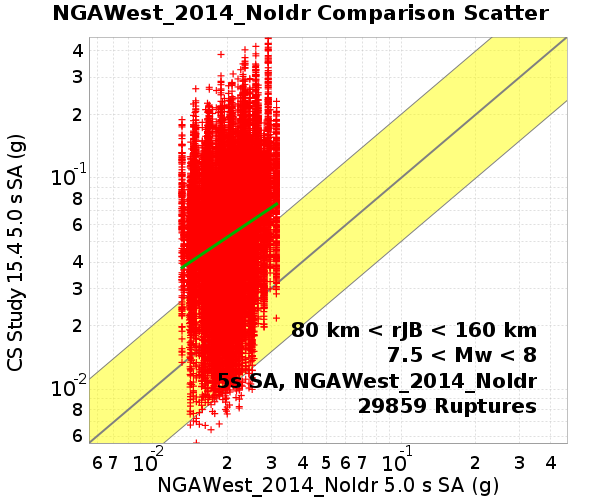 NGAWest_2014_NoIdr Comparison Scatter
CS Study 15.4 5.0 s SA (g)
4
3
2
10-1
8
6
4
3
2
10-2
8
6
80 km < rJB < 160 km
7.5 < Mw < 8
5s SA, NGAWest_2014_NoIdr
29859 Ruptures
6 7 10-2 2 3 4 5 6 7 10-1 2 3 4
NGAWest_2014_NoIdr 5.0 s SA (g)